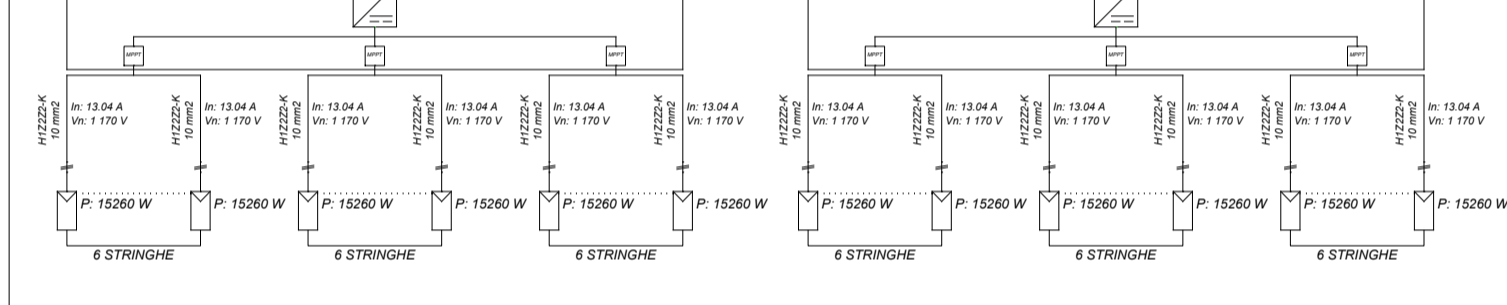 MPPT
MPPT
MPPT
MPPT
MPPT
MPPT
H1Z2Z2-K
10 mm2
In: 13.04 A
Vn: 1 170 V
H1Z2Z2-K
10 mm2
In: 13.04 A
Vn: 1 170 V
H1Z2Z2-K
10 mm2
In: 13.04 A
Vn: 1 170 V
H1Z2Z2-K
10 mm2
In: 13.04 A
Vn: 1 170 V
H1Z2Z2-K
10 mm2
In: 13.04 A
Vn: 1 170 V
H1Z2Z2-K
10 mm2
In: 13.04 A
Vn: 1 170 V
H1Z2Z2-K
10 mm2
In: 13.04 A
Vn: 1 170 V
H1Z2Z2-K
10 mm2
In: 13.04 A
Vn: 1 170 V
H1Z2Z2-K
10 mm2
In: 13.04 A
Vn: 1 170 V
H1Z2Z2-K
10 mm2
In: 13.04 A
Vn: 1 170 V
H1Z2Z2-K
10 mm2
In: 13.04 A
Vn: 1 170 V
H1Z2Z2-K
10 mm2
In: 13.04 A
Vn: 1 170 V
P: 15260 W
P: 15260 W
P: 15260 W
P: 15260 W
P: 15260 W
P: 15260 W
P: 15260 W
P: 15260 W
P: 15260 W
P: 15260 W
P: 15260 W
P: 15260 W
6 STRINGHE
6 STRINGHE
6 STRINGHE
6 STRINGHE
6 STRINGHE
6 STRINGHE